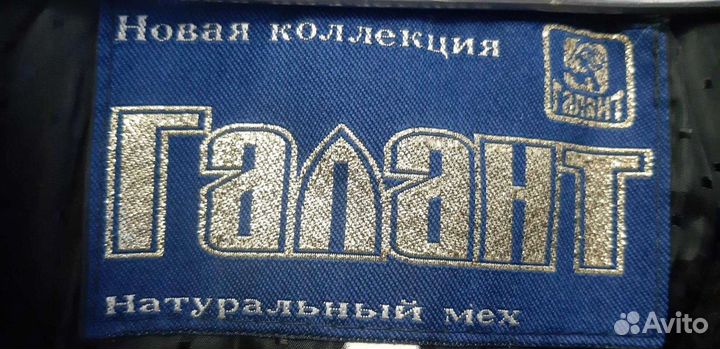 Новая коллекция
ГАЛАНТ
Галант
Натуральный мех
Avito